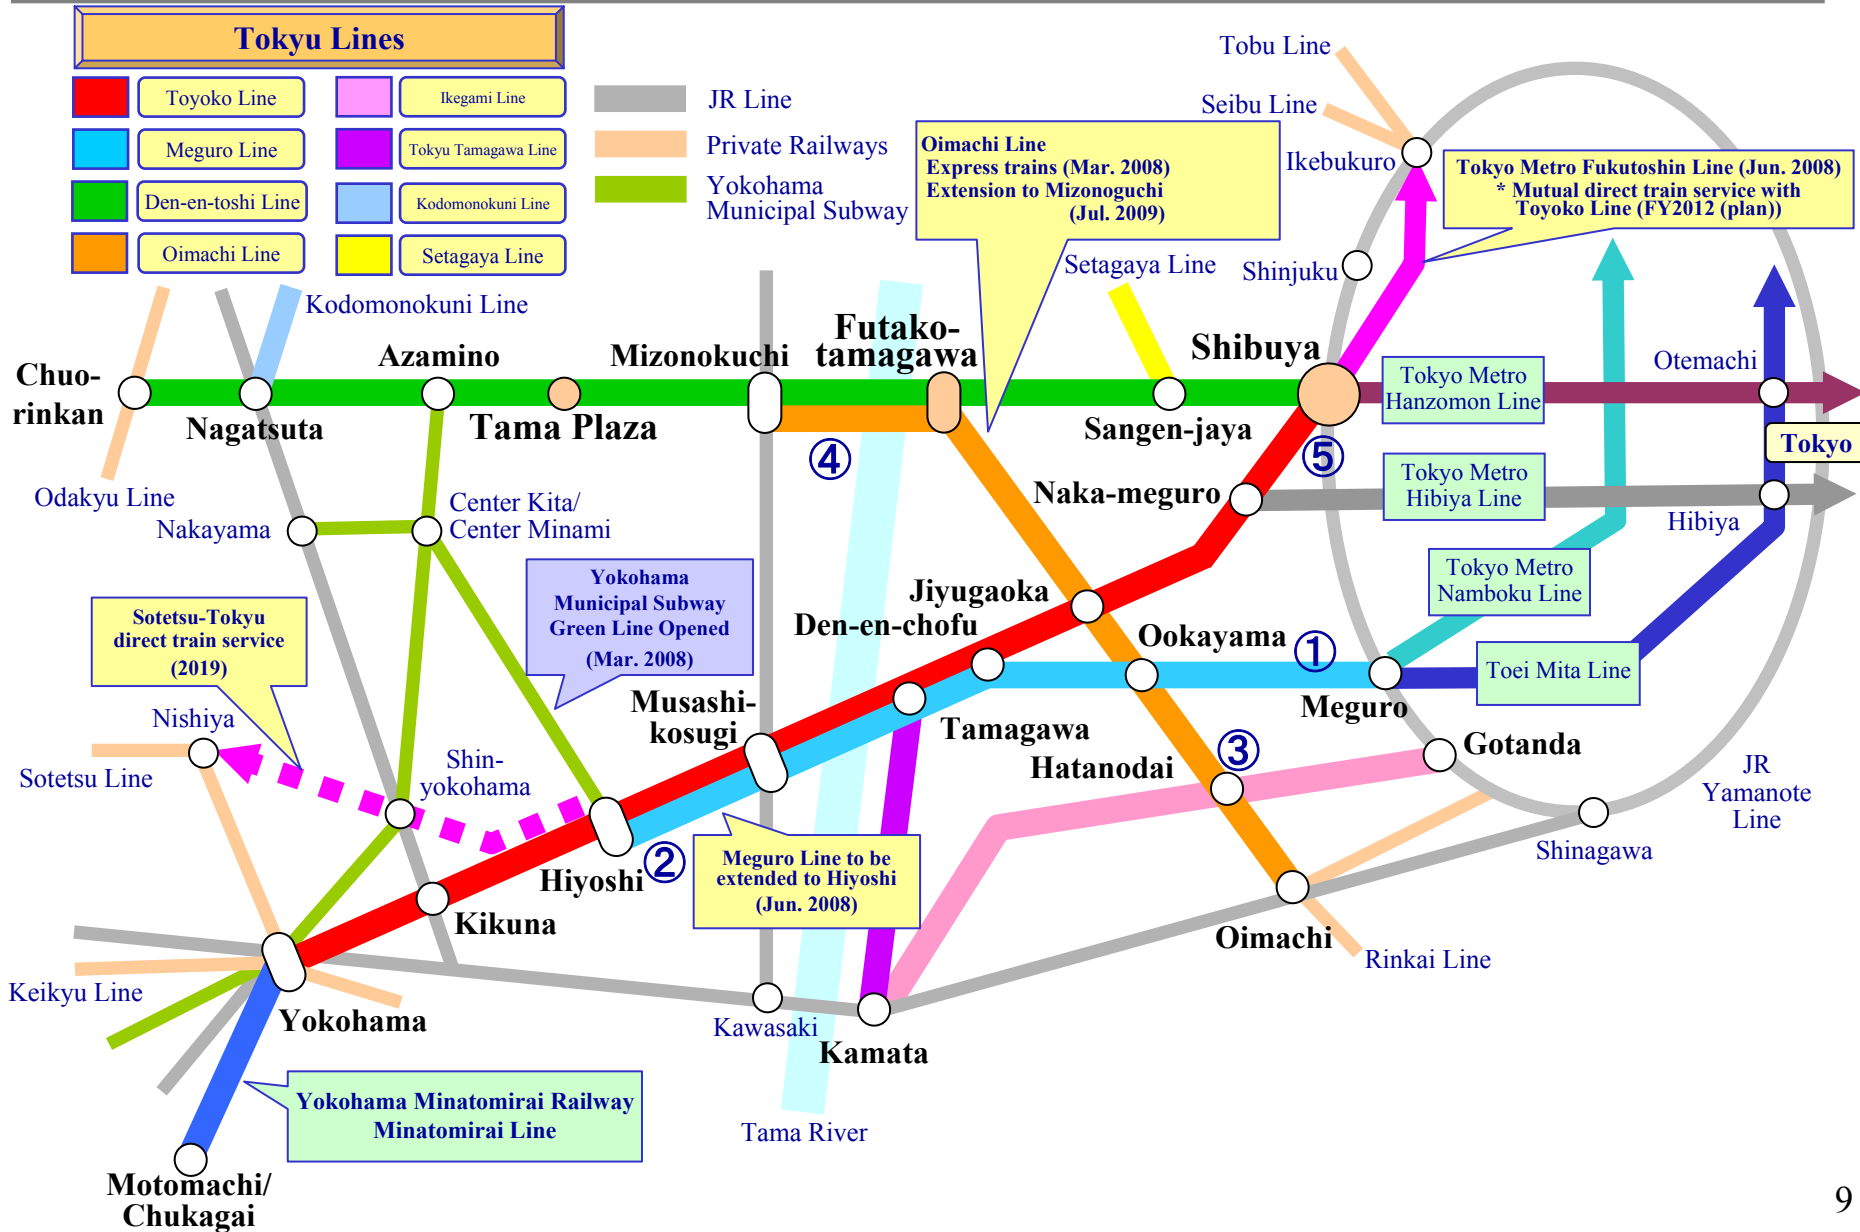 Tokyu Lines
Toyoko Line
Ikegami Line
Meguro Line
Tokyu Tamagawa Line
Den-en-toshi Line
Kodomonokuni Line
Oimachi Line
Setagaya Line
JR Line
Private Railways
Yokohama
Municipal Subway
Oimachi Line
Express trains (Mar. 2008)
Extension to Mizonoguchi
(Jul. 2009)
Tobu Line
Seibu Line
Ikebukuro
Tokyo Metro Fukutoshin Line (Jun. 2008)
* Mutual direct train service with
Toyoko Line (FY2012 (plan))
Setagaya Line
Shinjuku
Kodomonokuni Line
Chuo-
rinkan
Nagatsuta
Azamino
Tama Plaza
Mizonokuchi
Futako-
tamagawa
Sangen-jaya
Shibuya
Tokyo Metro
Hanzomon Line
Otemachi
Tokyo
④
⑤
Odakyu Line
Nakayama
Center Kita/
Center Minami
Naka-meguro
Tokyo Metro
Hibiya Line
Hibiya
Yokohama
Municipal Subway
Green Line Opened
(Mar. 2008)
Tokyo Metro
Namboku Line
Sotetsu-Tokyu
direct train service
(2019)
Jiyugaoka
Den-en-chofu
Ookayama
①
Meguro
Toei Mita Line
Nishiya
Sotetsu Line
Shin-
yokohama
Musashi-
kosugi
Tamagawa
Hatanodai
③
Gotanda
JR
Yamanote
Line
Hiyoshi
②
Meguro Line to be
extended to Hiyoshi
(Jun. 2008)
Shinagawa
Kikuna
Oimachi
Rinkai Line
Keikyu Line
Yokohama
Kawasaki
Kamata
Yokohama Minatomirai Railway
Minatomirai Line
Tama River
Motomachi/
Chukagai
9